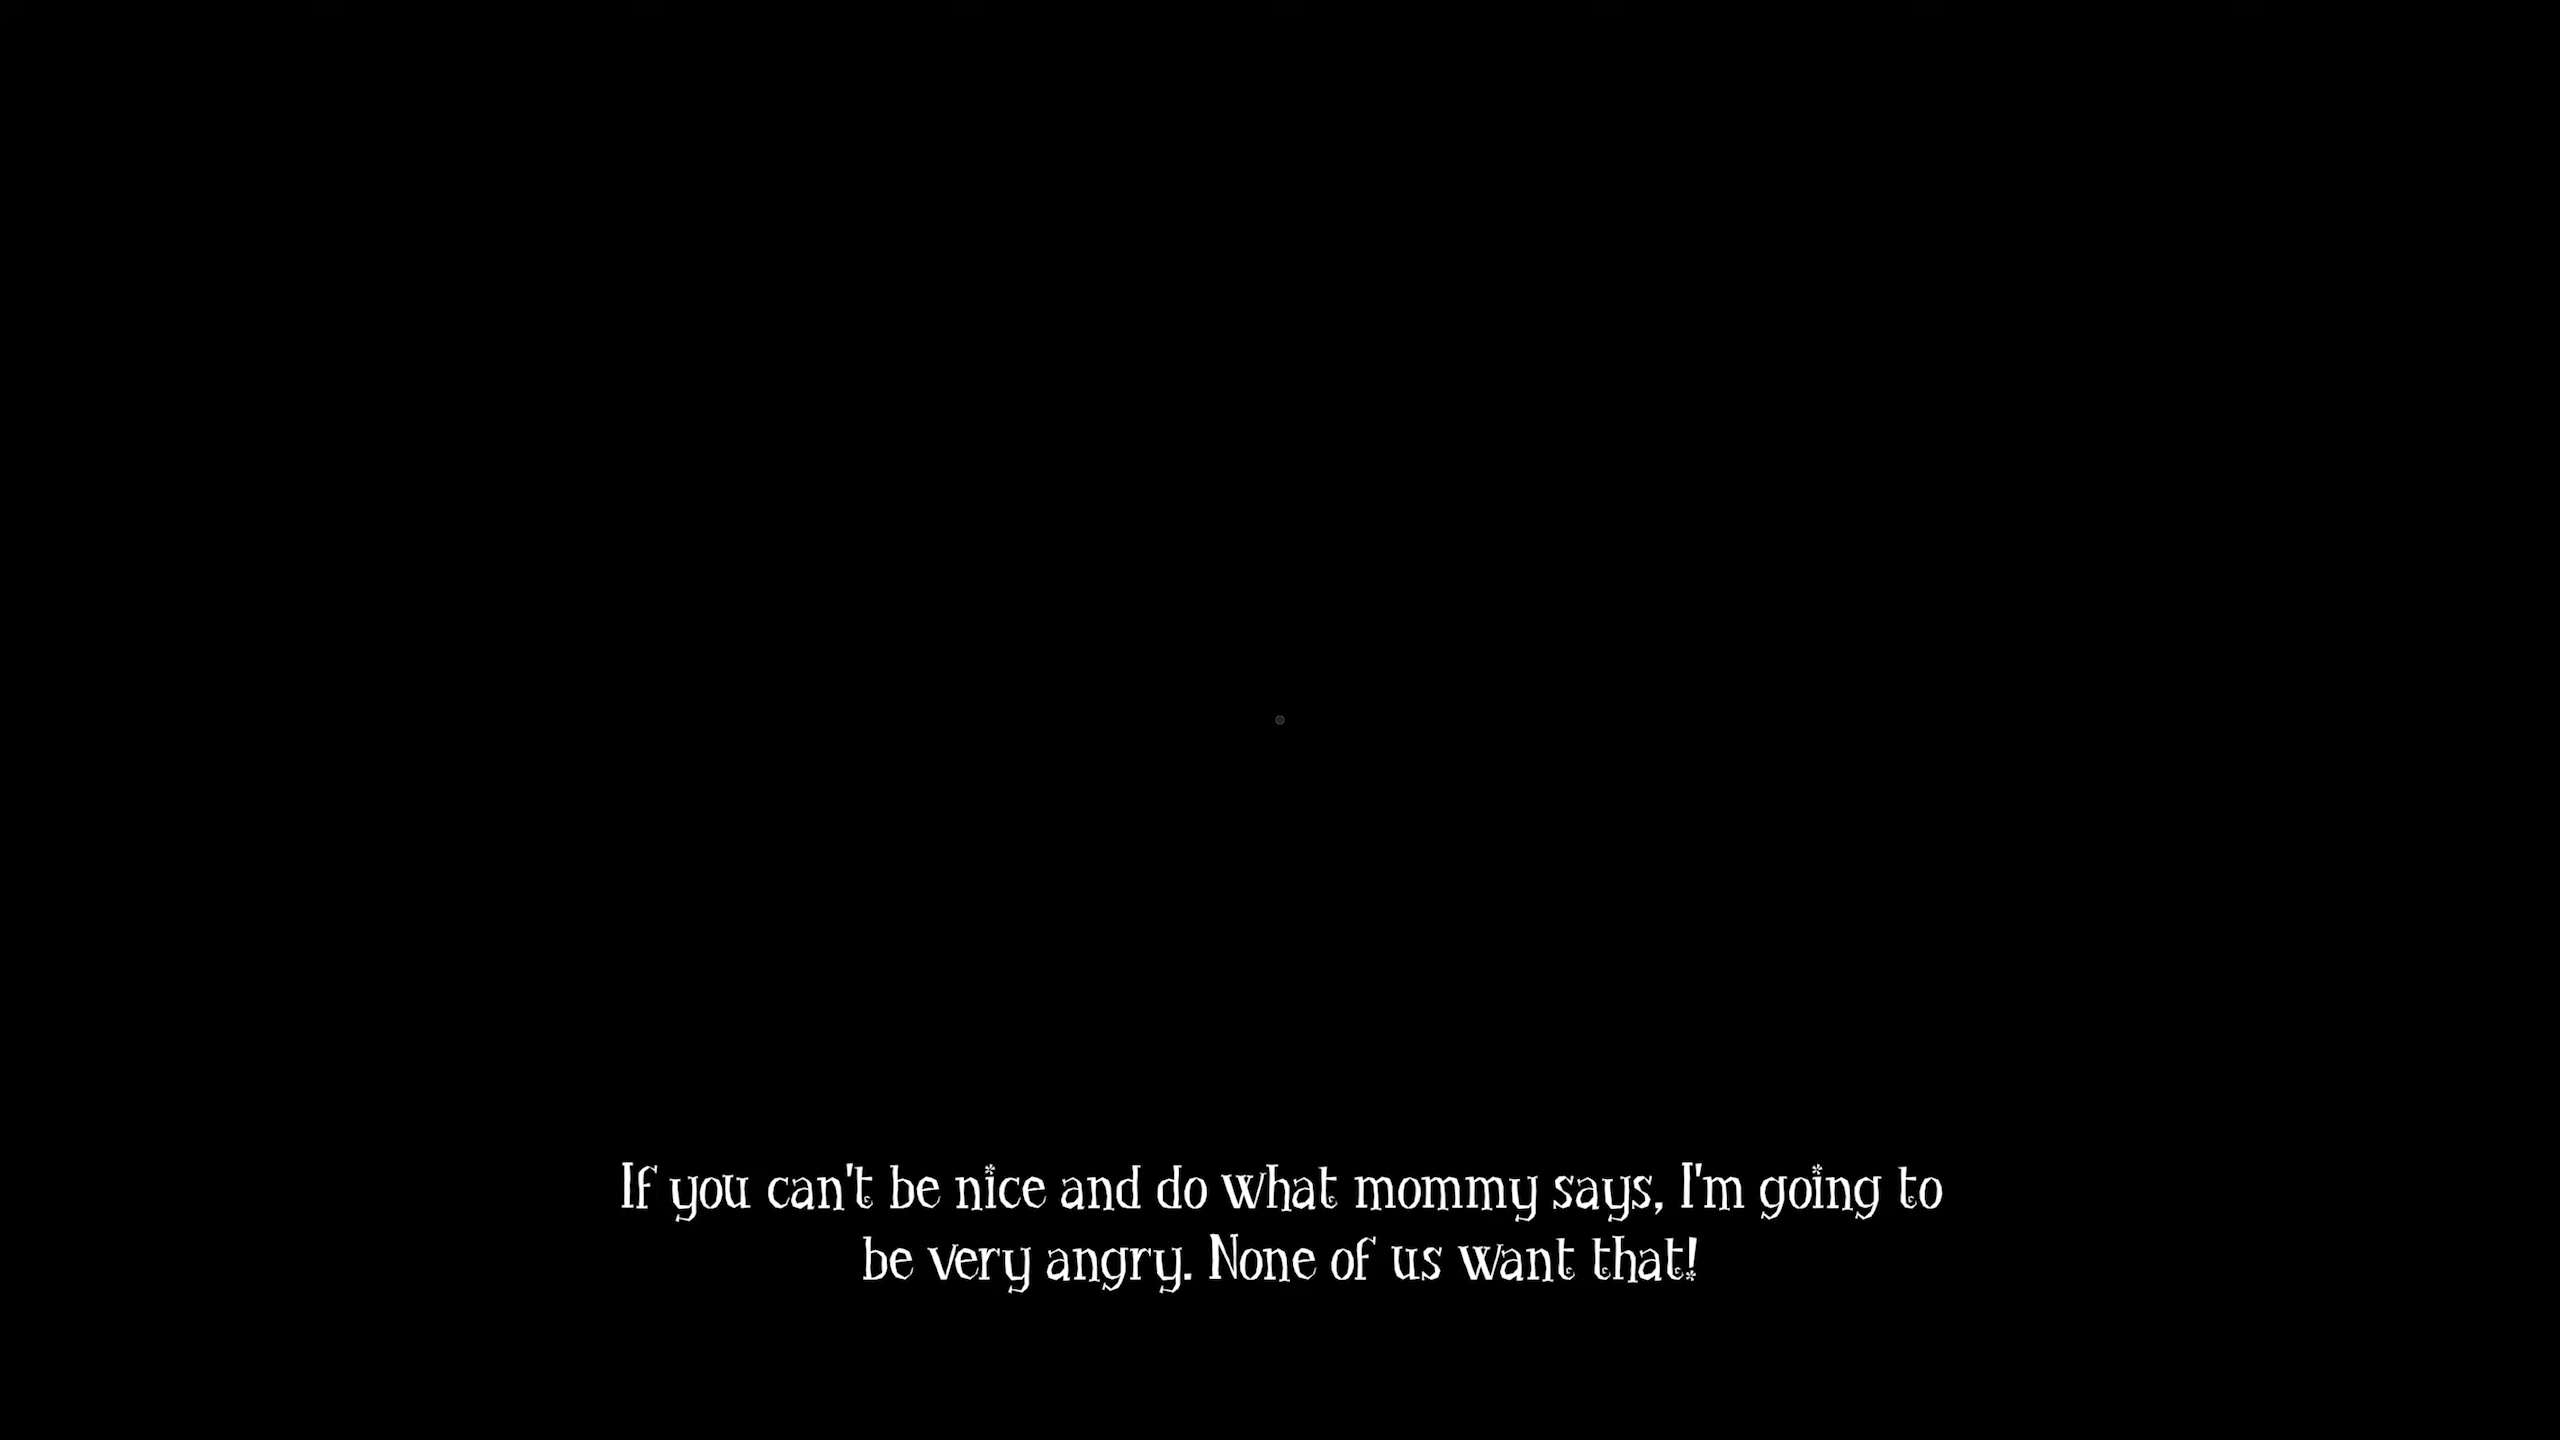 If you can't be nice and do what mommy says, I'm going to
be very angry. None of us want that!